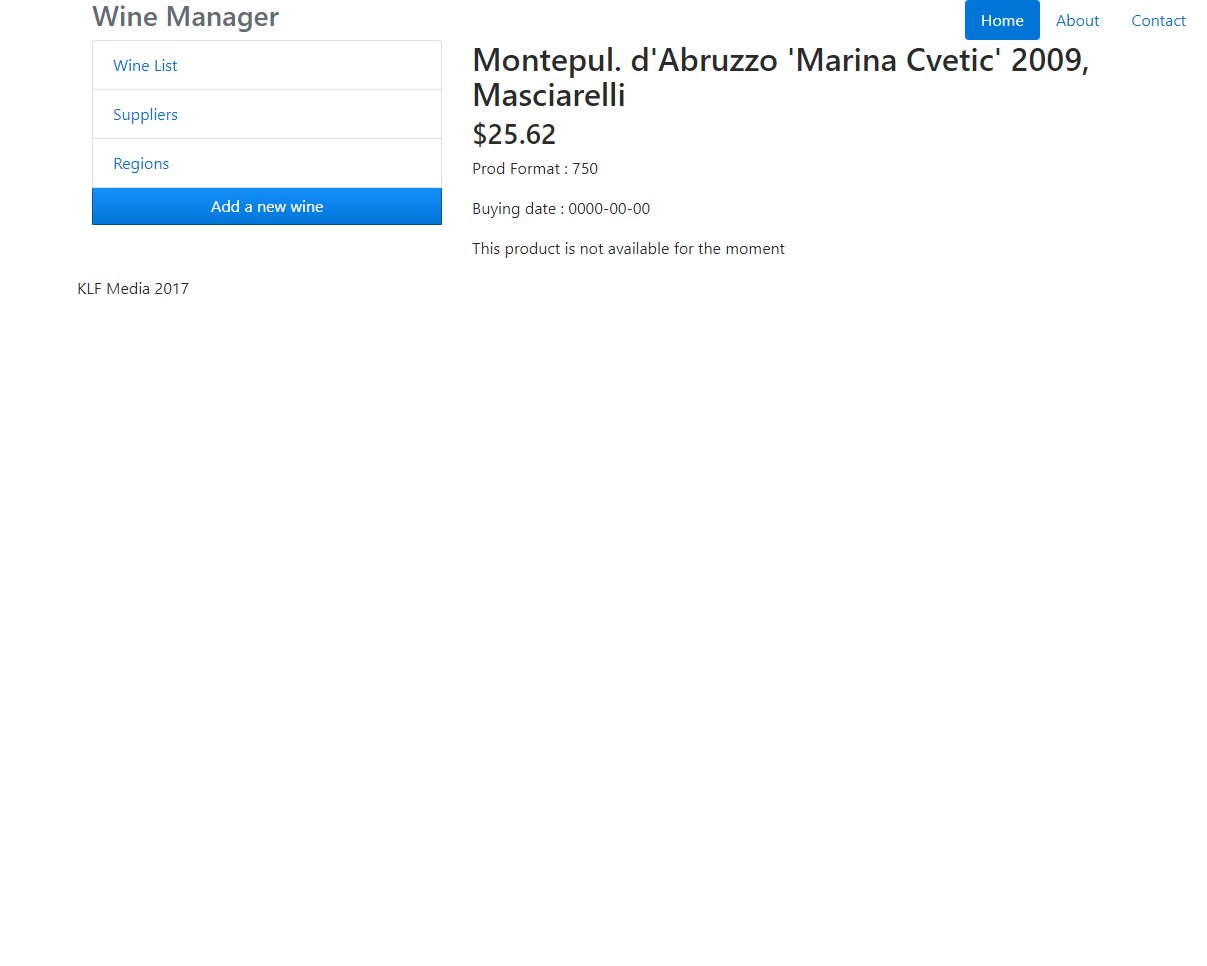 Wine Manager
Home
About
Contact
Wine List
Suppliers
Regions
Add a new wine
Montepul. d'Abruzzo 'Marina Cvetic' 2009,
Masciarelli
$25.62
Prod Format : 750
Buying date : 0000-00-00
This product is not available for the moment
KLF Media 2017